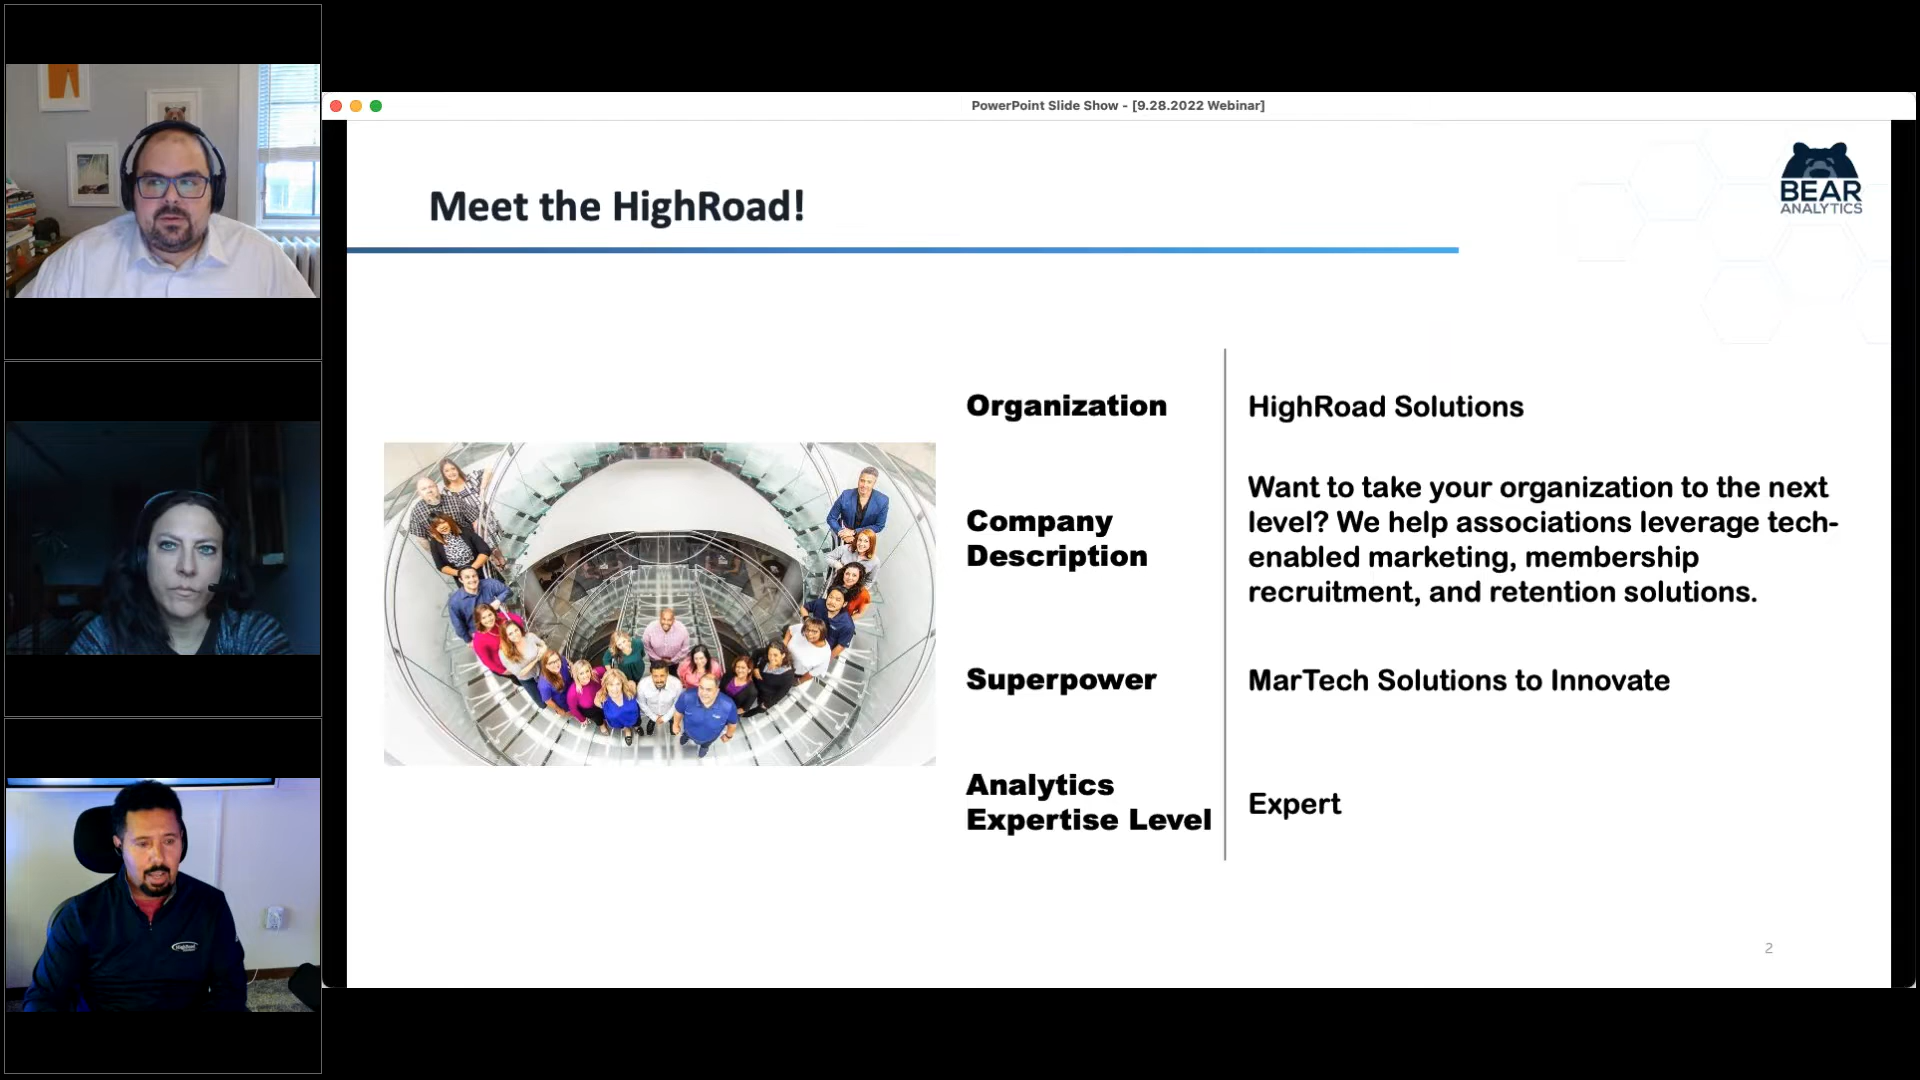 PowerPoint Slide Show - [9.28.2022 Webinar]
BEAR
ANALYTICS
Meet the HighRoad!
Organization
HighRoad Solutions
Company
Description
Want to take your organization to the next
level? We help associations leverage tech-
enabled marketing, membership
recruitment, and retention solutions.
Superpower
MarTech Solutions to Innovate
Analytics
Expertise Level
Expert
2
HighRoad